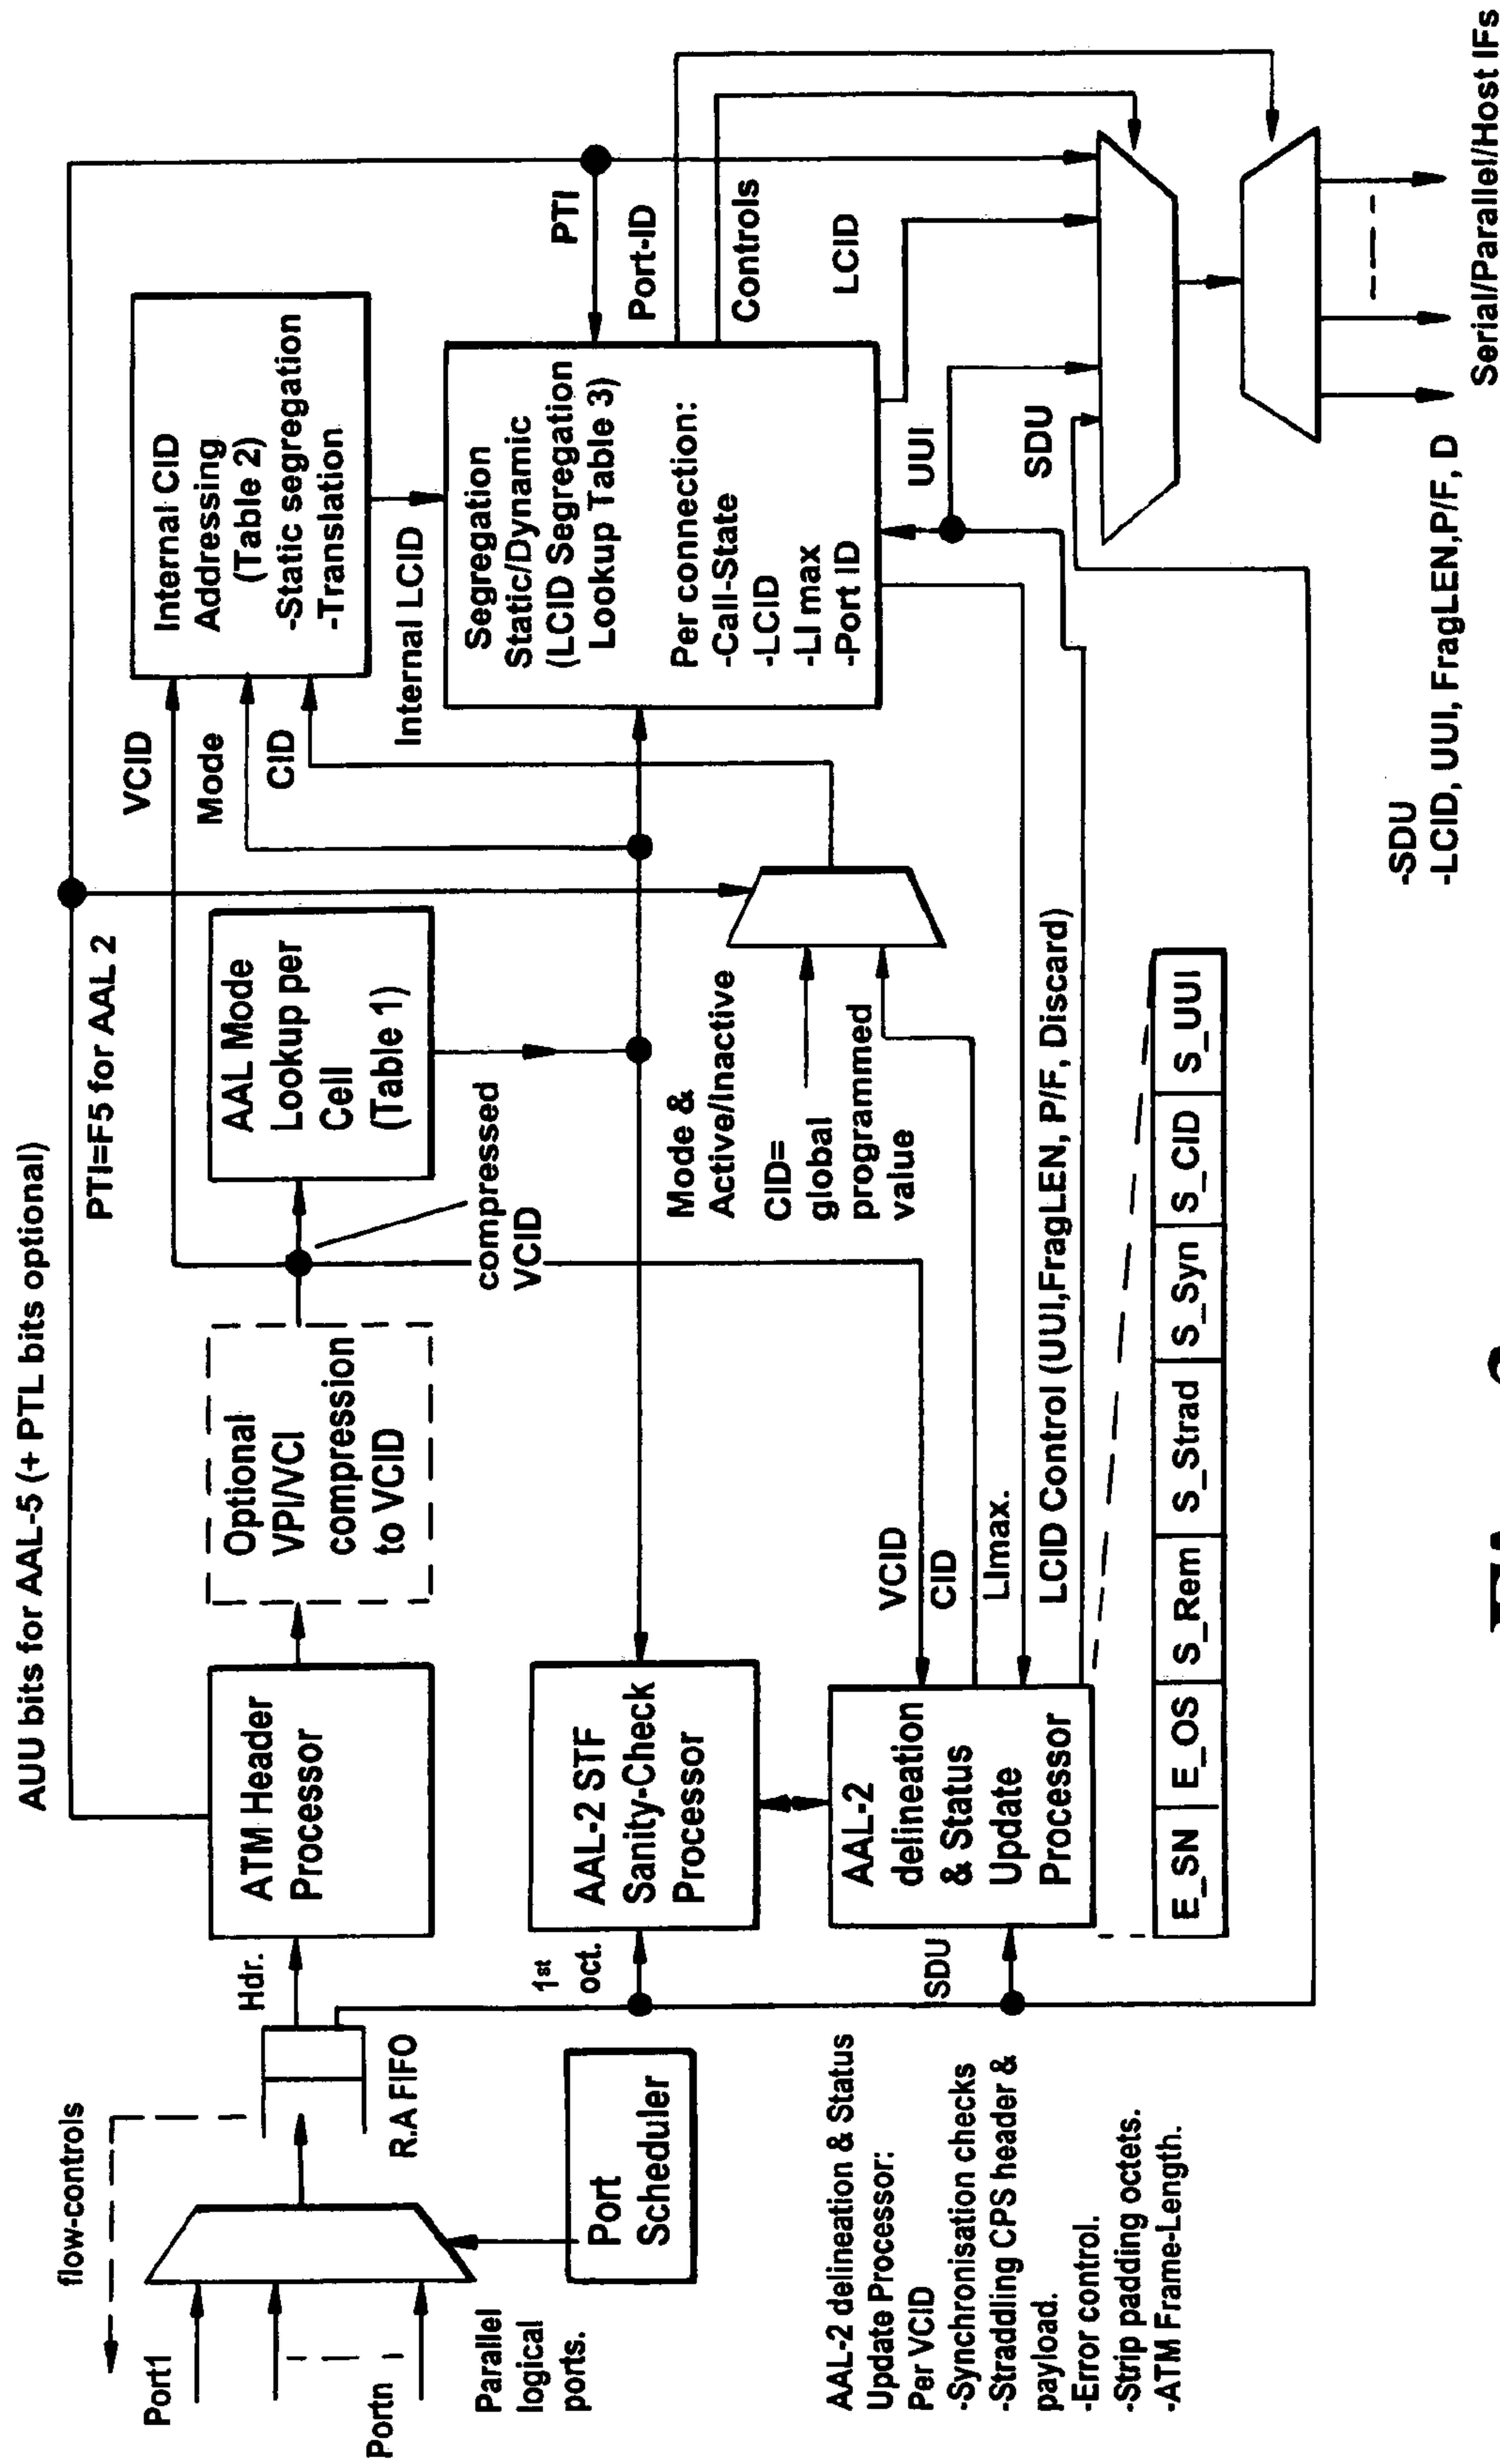 AUU bits for AAL-5 (+ PTL bits optional)
PTI=F5 for AAL 2
flow-controls
Port1
Portn
Parallel
logical
ports.
Hdr.
R.A FIFO
Port
Scheduler
ATM Header
Processor
Optional
VPI/VCI
compression
to VCID
compressed
VCID
AAL Mode
Lookup per
Cell
(Table 1)
VCID
Mode
CID
Internal CID
Addressing
(Table 2)
-Static segregation
-Translation
Internal LCID
Segregation
Static/Dynamic
(LCID Segregation
Lookup Table 3)
Per connection:
-Call-State
-LCID
-LI max
-Port ID
PTI
Port-ID
Controls
LCID
UUI
SDU
1st
oct.
AAL-2 STF
Sanity-Check
Processor
Mode &
Active/Inactive
CID=
global
programmed
value
SDU
AAL-2
delineation
& Status
Update
Processor
VCID
CID
LImax.
LCID Control (UUI,FragLEN, P/F, Discard)
E_SN E_OS S_Rem S_Strad S_Syn S_CID S_UUI
AAL-2 delineation & Status
Update Processor:
Per VCID
-Synchronisation checks
-Straddling CPS header &
payload.
-Error control.
-Strip padding octets.
-ATM Frame-Length.
-SDU
-LCID, UUI, FragLEN,P/F, D
Serial/Parallel/Host IFs